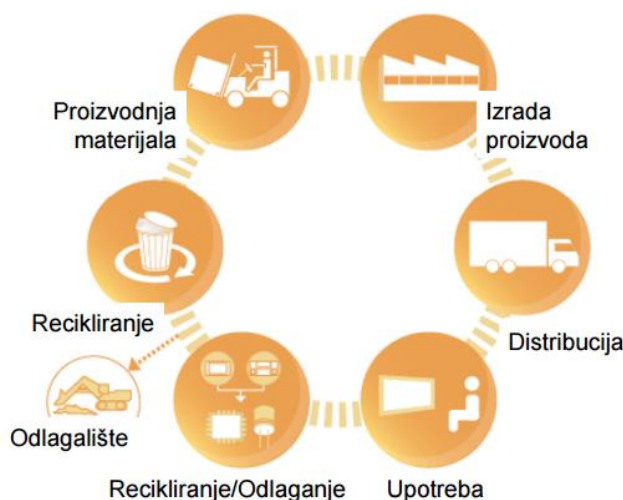 Proizvodnja
materijala
Izrada
proizvoda
Recikliranje
Distribucija
Odlagalište
Recikliranje/Odlaganje
Upotreba